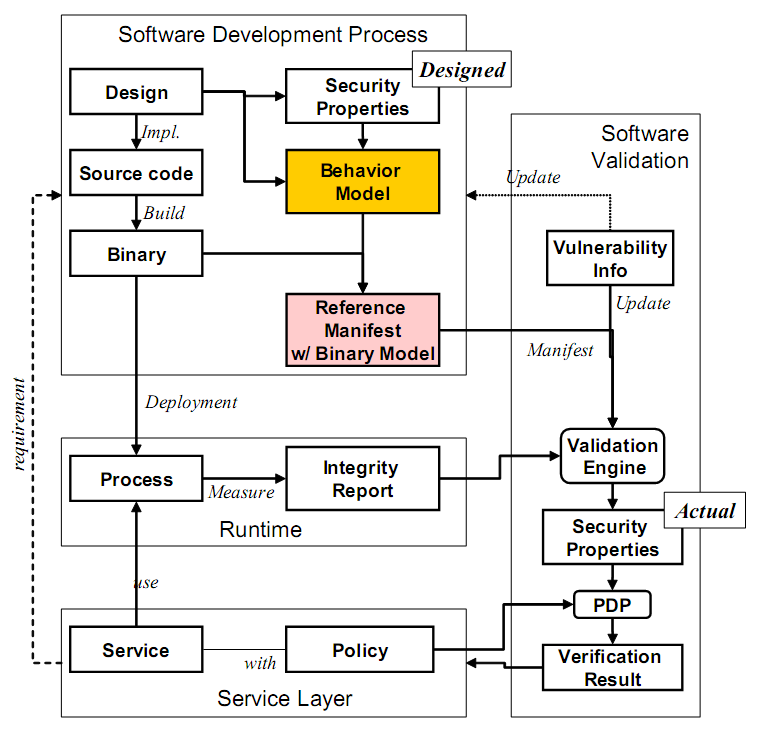 Software Development Process
Designed
Design
Security
Properties
Impl.
Source code
Behavior
Model
Build
Binary
Reference
Manifest
w/ Binary Model
Software
Validation
Update
Vulnerability
Info
Update
Manifest
requirement
Deployment
Process
Measure
Integrity
Report
Runtime
Validation
Engine
Actual
Security
Properties
use
PDP
Service
with
Policy
Verification
Result
Service Layer